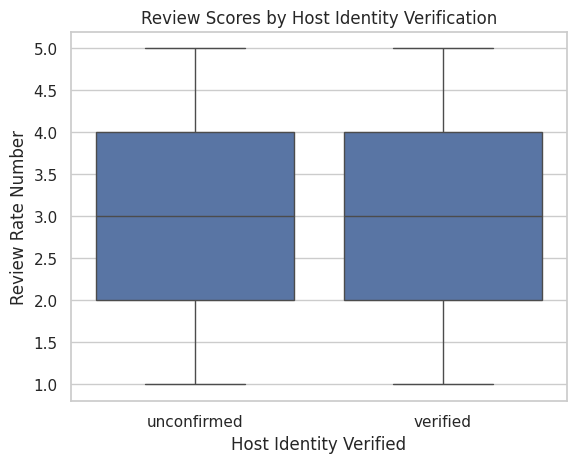 Review Scores by Host Identity Verification
Review Rate Number
5.0
4.5
4.0
3.5
3.0
2.5
2.0
1.5
1.0
unconfirmed verified
Host Identity Verified